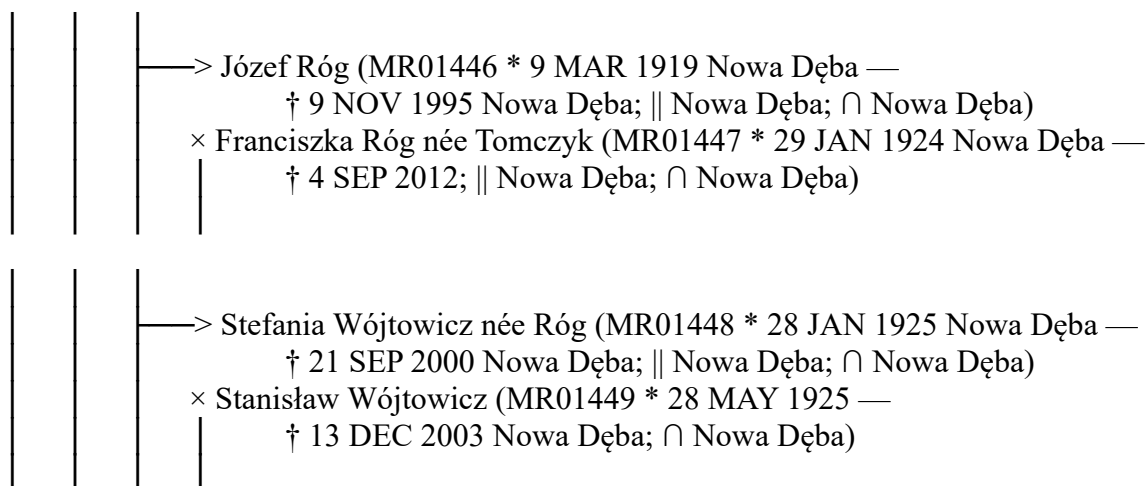 > Józef Róg (MR01446 * 9 MAR 1919 Nowa Dęba —
† 9 NOV 1995 Nowa Dęba; || Nowa Dęba; ∩ Nowa Dęba)
× Franciszka Róg née Tomczyk (MR01447 * 29 JAN 1924 Nowa Dęba —
† 4 SEP 2012; || Nowa Dęba; ∩ Nowa Dęba)
> Stefania Wójtowicz née Róg (MR01448 * 28 JAN 1925 Nowa Dęba —
† 21 SEP 2000 Nowa Dęba; || Nowa Dęba; ∩ Nowa Dęba)
× Stanisław Wójtowicz (MR01449 * 28 MAY 1925 —
† 13 DEC 2003 Nowa Dęba; ∩ Nowa Dęba)